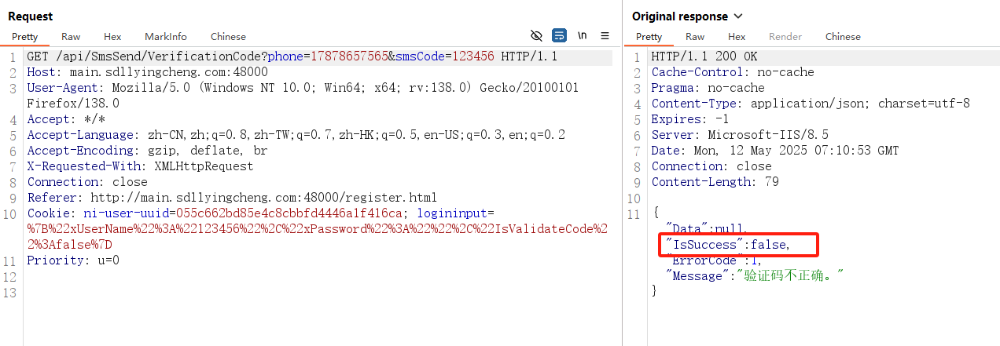 Request
Pretty Raw Hex MarkInfo Chinese
\n
1 GET /api/SmsSend/VerificationCode?phone=17878657565&smsCode=123456 HTTP/1.1
2 Host: main.sdllyingcheng.com:48000
3 User-Agent: Mozilla/5.0 (Windows NT 10.0; Win64; x64; rv:138.0) Gecko/20100101
Firefox/138.0
4 Accept: */*
5 Accept-Language: zh-CN,zh;q=0.8,zh-TW;q=0.7,zh-HK;q=0.5,en-US;q=0.3,en;q=0.2
6 Accept-Encoding: gzip, deflate, br
7 X-Requested-With: XMLHttpRequest
8 Connection: close
9 Referer: http://main.sdllyingcheng.com:48000/register.html
10 Cookie: ni-user-uuid=055c662bd85e4c8cbbfd4446a1f416ca; logininput=
%7B%22xUserName%22%3A%22123456%22%2C%22xPassword%22%3A%22%22%2C%22IsValidateCode%2
2%3Afalse%7D
11 Priority: u=0
12
13
Original response
Pretty Raw Hex Render Chinese
1 HTTP/1.1 200 OK
2 Cache-Control: no-cache
3 Pragma: no-cache
4 Content-Type: application/json; charset=utf-8
5 Expires: -1
6 Server: Microsoft-IIS/8.5
7 Date: Mon, 12 May 2025 07:10:53 GMT
8 Connection: close
9 Content-Length: 79
10
11 {
"Data":null,
"IsSuccess":false,
"ErrorCode":1,
"Message":"验证码不正确。"
}